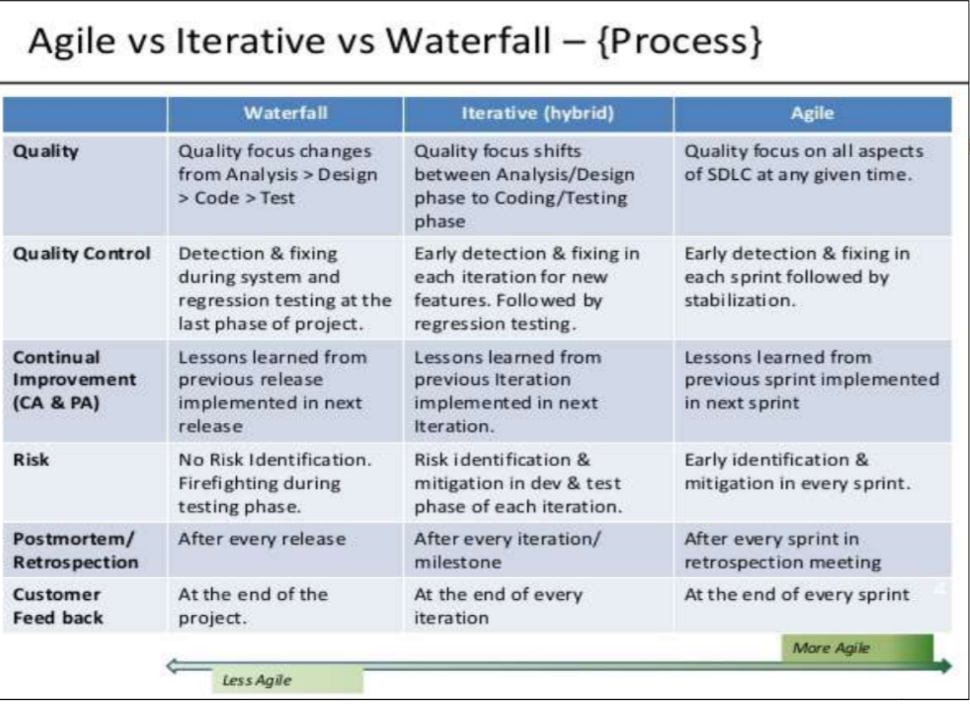 Agile vs Iterative vs Waterfall – {Process}
Waterfall
Iterative (hybrid)
Agile
Quality
Quality focus changes
from Analysis > Design
> Code > Test
Quality focus shifts
between Analysis/Design
phase to Coding/Testing
phase
Quality focus on all aspects
of SDLC at any given time.
Quality Control
Detection & fixing
during system and
regression testing at the
last phase of project.
Early detection & fixing in
each iteration for new
features. Followed by
regression testing.
Early detection & fixing in
each sprint followed by
stabilization.
Continual
Improvement
(CA & PA)
Lessons learned from
previous release
implemented in next
release
Lessons learned from
previous Iteration
implemented in next
Iteration.
Lessons learned from
previous sprint implemented
in next sprint
Risk
No Risk Identification.
Firefighting during
testing phase.
Risk identification &
mitigation in dev & test
phase of each iteration.
Early identification &
mitigation in every sprint.
Postmortem/
Retrospection
After every release
After every iteration/
milestone
After every sprint in
retrospection meeting
Customer
Feed back
At the end of the
project.
At the end of every
iteration
At the end of every sprint
More Agile
Less Agile